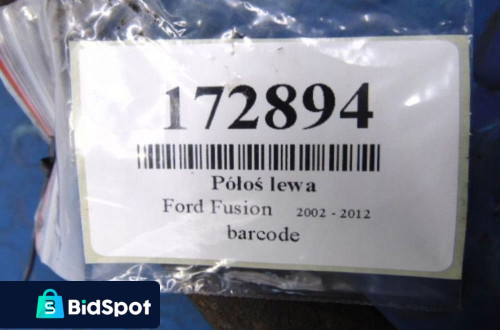 172894
Półoś lewa
Ford Fusion 2002 - 2012
barcode
S BidSpot